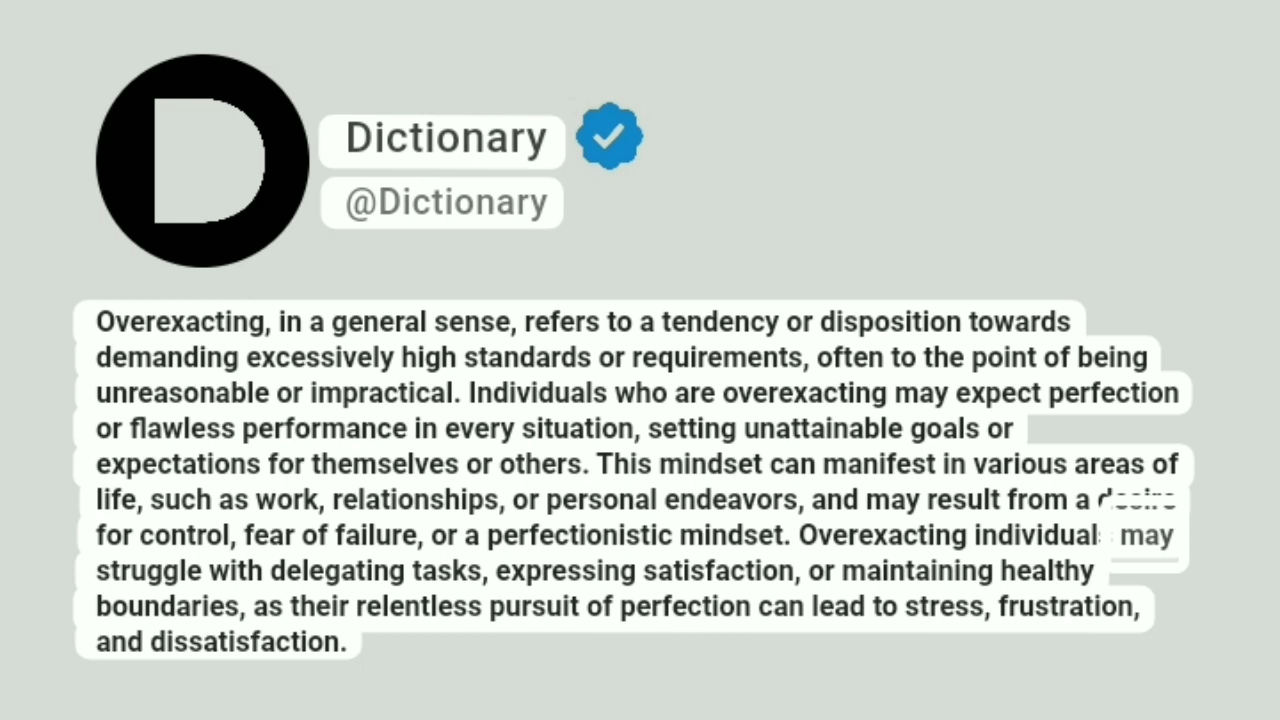 D
Dictionary
@Dictionary
Overexacting, in a general sense, refers to a tendency or disposition towards
demanding excessively high standards or requirements, often to the point of being
unreasonable or impractical. Individuals who are overexacting may expect perfection
or flawless performance in every situation, setting unattainable goals or
expectations for themselves or others. This mindset can manifest in various areas of
life, such as work, relationships, or personal endeavors, and may result from a desire
for control, fear of failure, or a perfectionistic mindset. Overexacting individuals may
struggle with delegating tasks, expressing satisfaction, or maintaining healthy
boundaries, as their relentless pursuit of perfection can lead to stress, frustration,
and dissatisfaction.